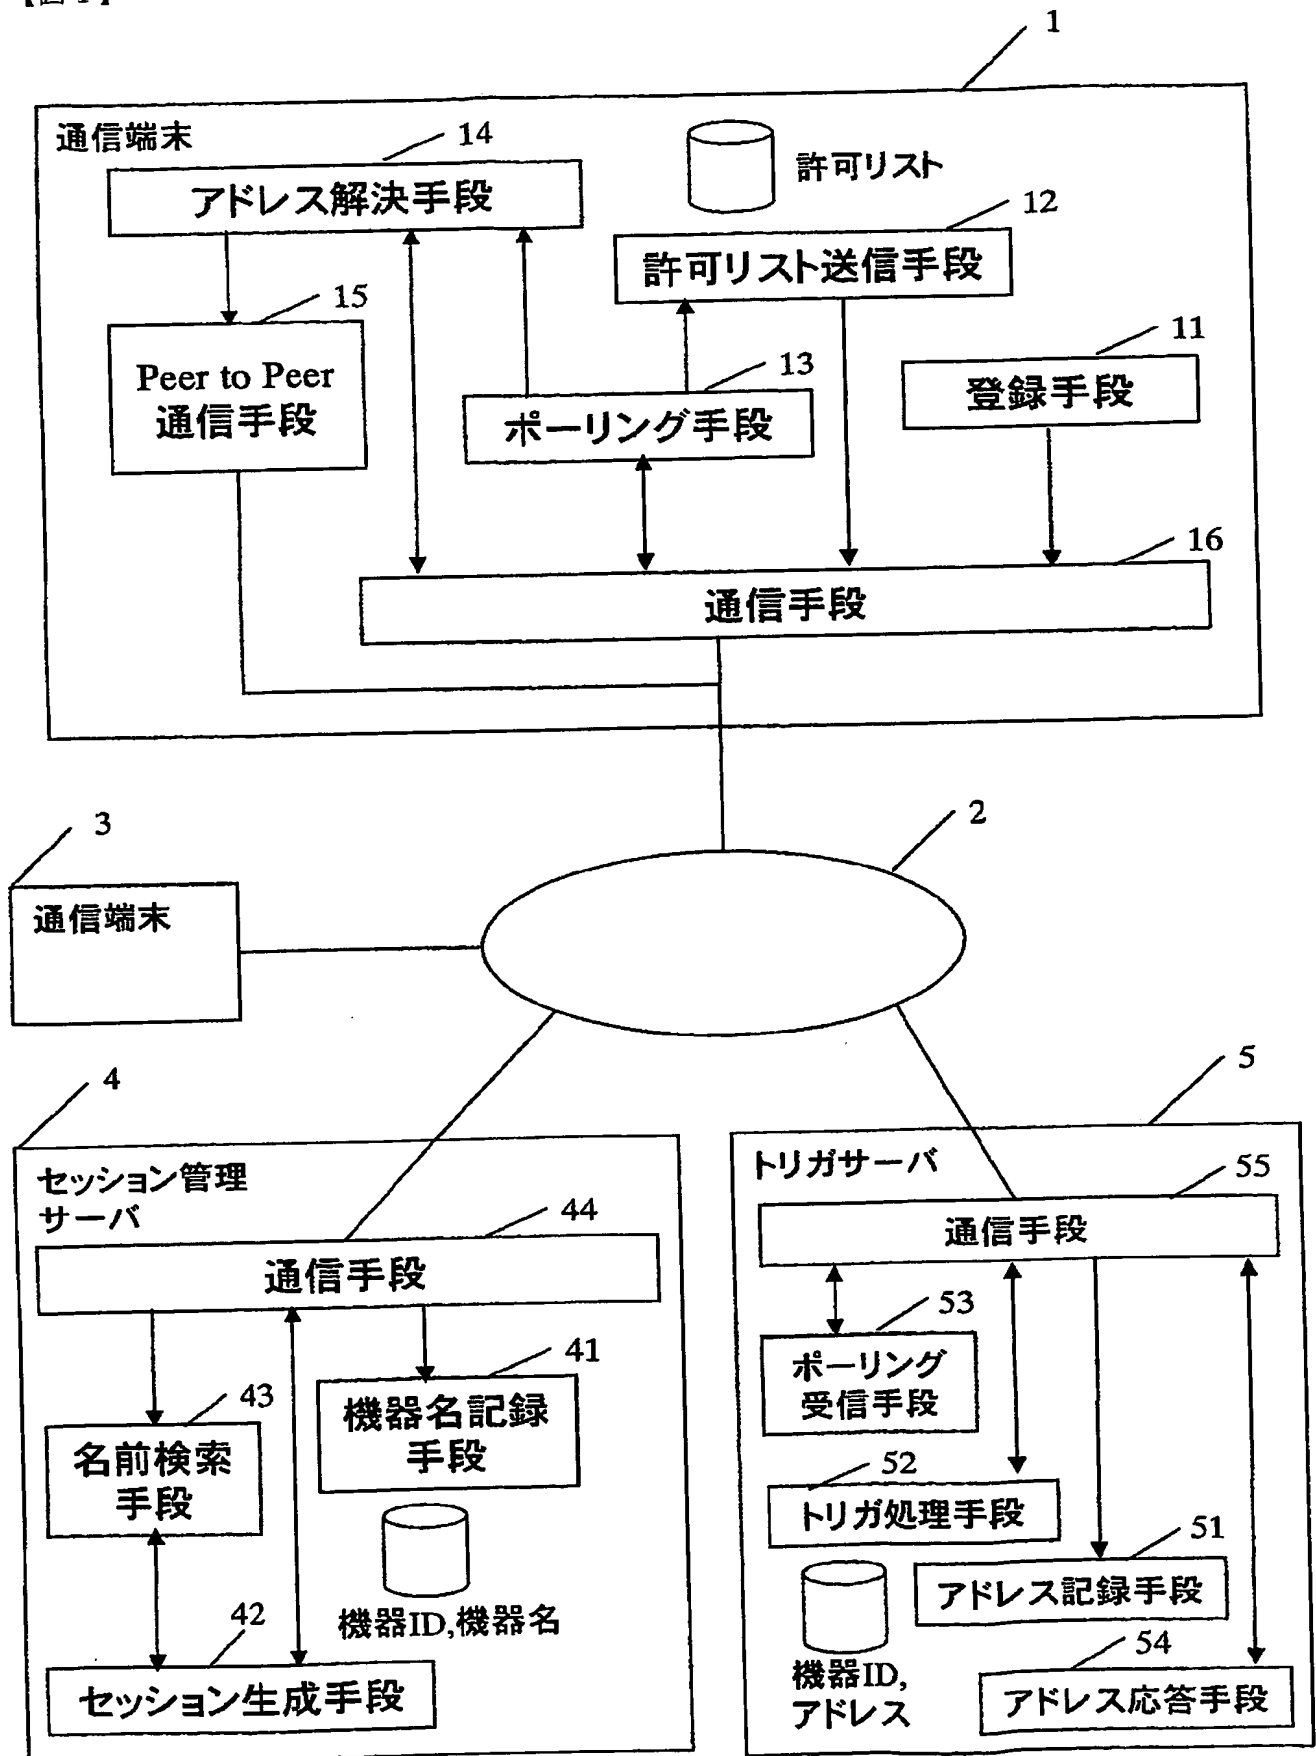 【図1】
1
通信端末
14
アドレス解決手段
許可リスト
12
許可リスト送信手段
15
Peer to Peer
通信手段
13
ポーリング手段
11
登録手段
16
通信手段
3
通信端末
2
4
セッション管理
サーバ
44
通信手段
43
名前検索
手段
41
機器名記録
手段
機器ID,機器名
42
セッション生成手段
5
トリガサーバ
55
通信手段
53
ポーリング
受信手段
52
トリガ処理手段
51
アドレス記録手段
機器ID,
アドレス
54
アドレス応答手段